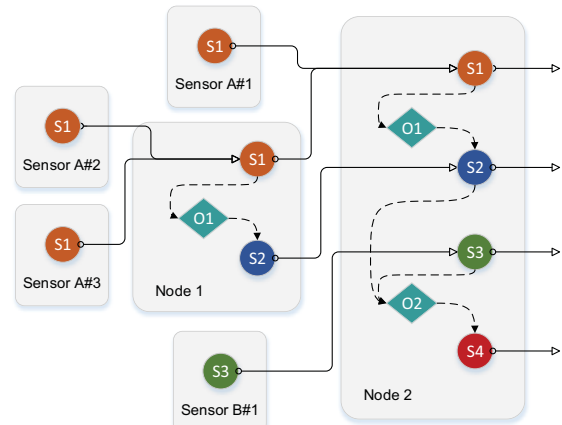 S1
Sensor A#1
S1
Sensor A#2
S1
Sensor A#3
S1
O1
S2
Node 1
S3
Sensor B#1
S1
O1
S2
S3
O2
S4
Node 2